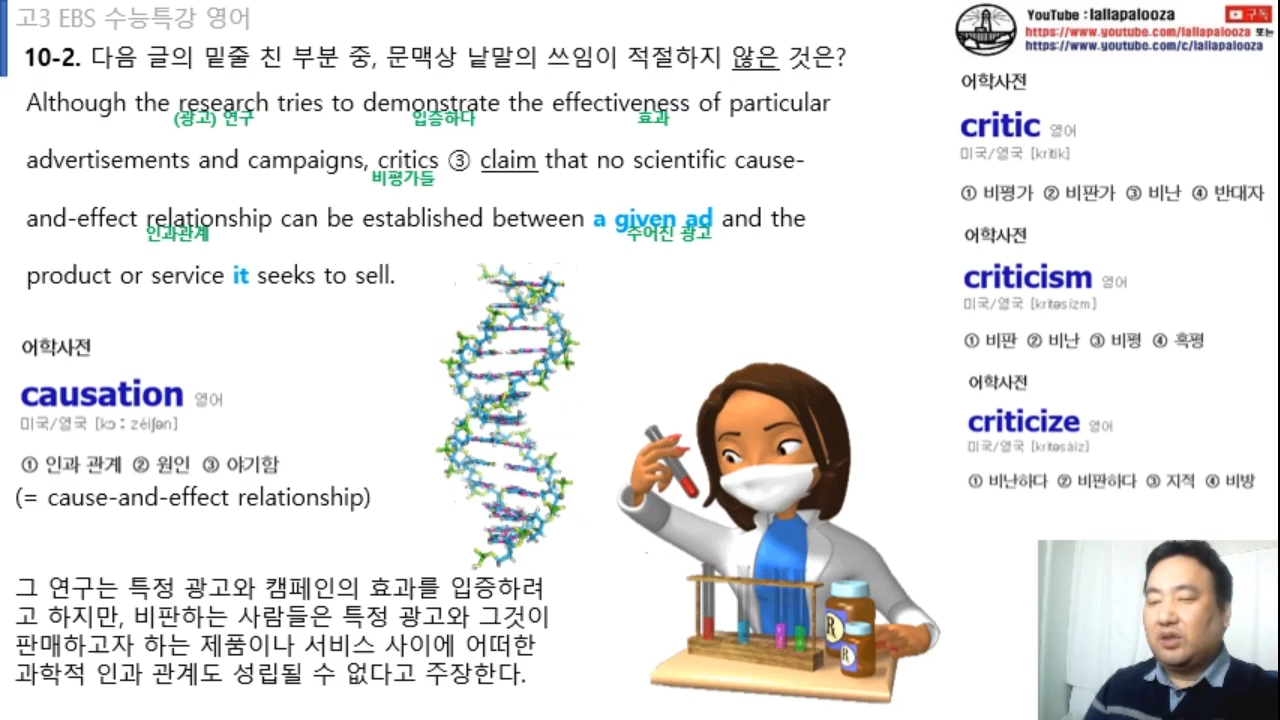 고3 EBS 수능특강 영어
10-2. 다음 글의 밑줄 친 부분 중, 문맥상 낱말의 쓰임이 적절하지 않은 것은?
Although the research tries to demonstrate the effectiveness of particular
(광고) 연구 입증하다 효과
advertisements and campaigns, critics ③ claim that no scientific cause-
비평가들
and-effect relationship can be established between a given ad and the
인과관계 주어진 광고
product or service it seeks to sell.
어학사전
causation 영어
미국/영국 [kɔːzéiʃən]
① 인과 관계 ② 원인 ③ 야기함
(= cause-and-effect relationship)
그 연구는 특정 광고와 캠페인의 효과를 입증하려
고 하지만, 비판하는 사람들은 특정 광고와 그것이
판매하고자 하는 제품이나 서비스 사이에 어떠한
과학적 인과 관계도 성립될 수 없다고 주장한다.
YouTube : lallapalooza 구독
https://www.youtube.com/lallapalooza 또는
https://www.youtube.com/c/lallapalooza
어학사전
critic 영어
미국/영국 [krítik]
① 비평가 ② 비판가 ③ 비난 ④ 반대자
어학사전
criticism 영어
미국/영국 [krítəsìzm]
① 비판 ② 비난 ③ 비평 ④ 혹평
어학사전
criticize 영어
미국/영국 [krítəsàiz]
① 비난하다 ② 비판하다 ③ 지적 ④ 비방